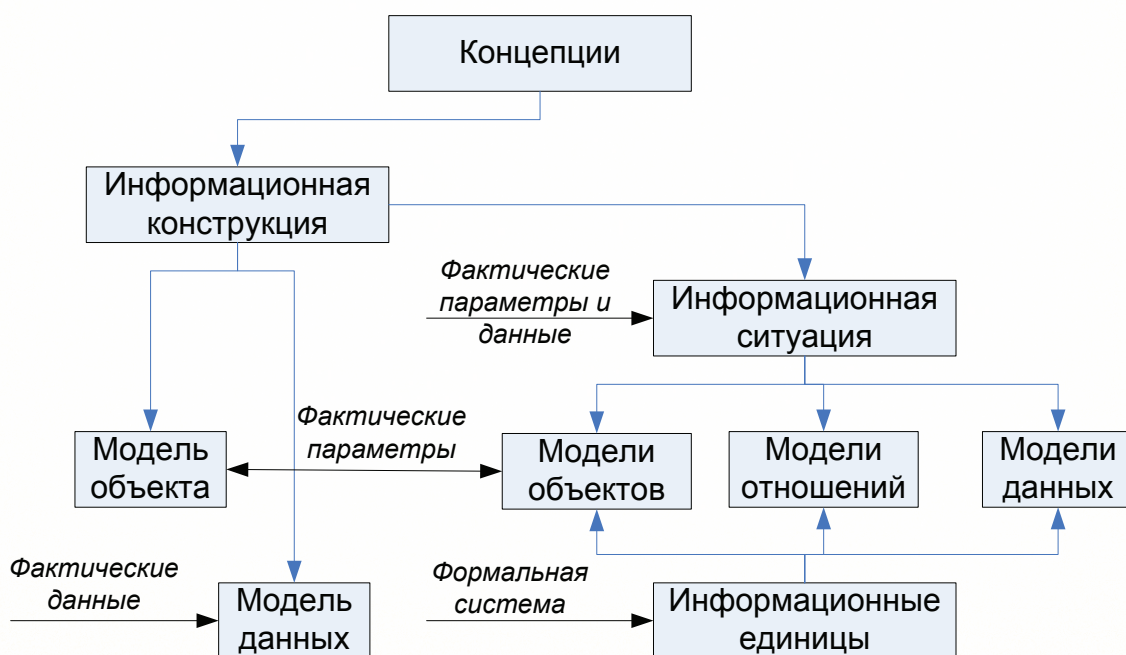 Концепции
Информационная
конструкция
Фактические
параметры и
данные
Информационная
ситуация
Фактические
параметры
Модель
объекта
Модели
объектов
Модели
отношений
Модели
данных
Фактические
данные
Модель
данных
Формальная
система
Информационные
единицы